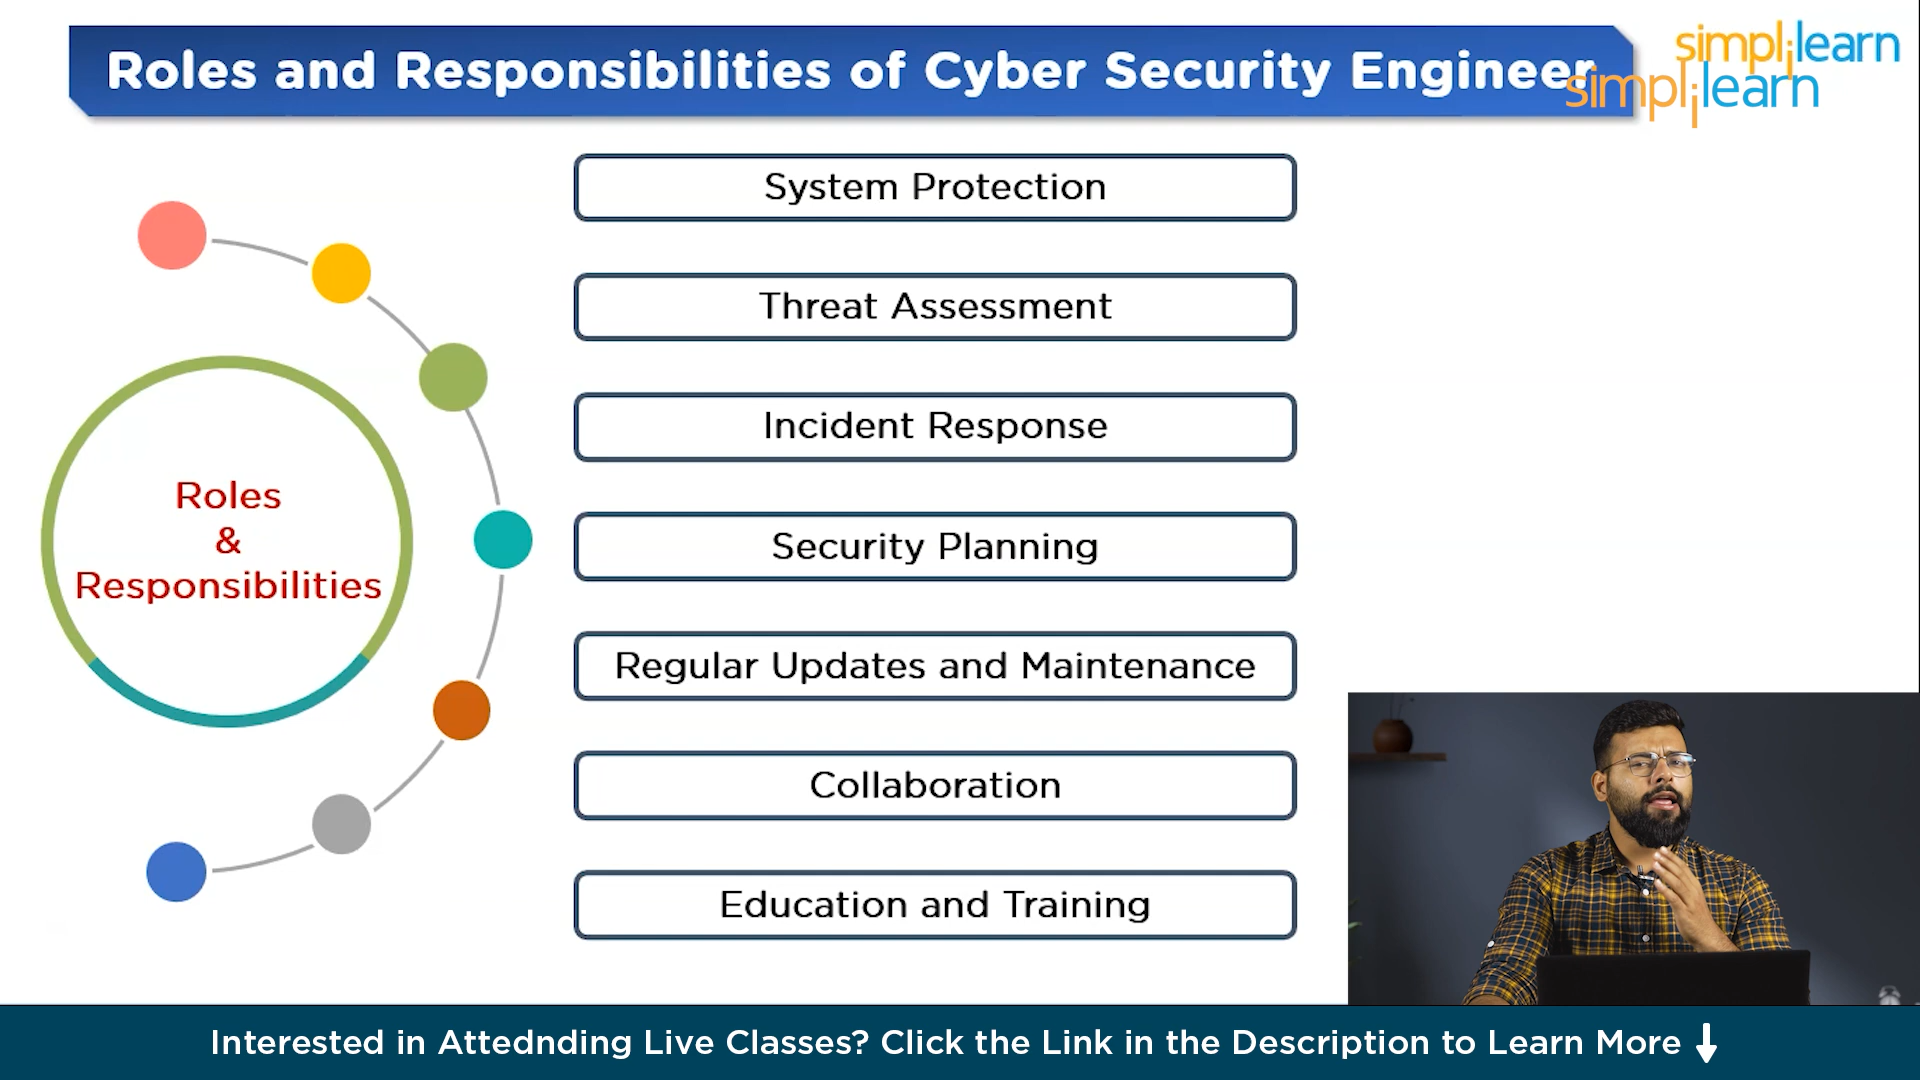 Roles and Responsibilities of Cyber Security Engineer
simplilearn
simplilearn
System Protection
Threat Assessment
Incident Response
Security Planning
Regular Updates and Maintenance
Collaboration
Education and Training
Roles
&
Responsibilities
Interested in Attednding Live Classes? Click the Link in the Description to Learn More